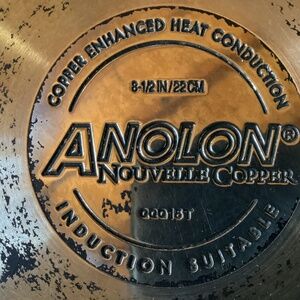 COPPER ENHANCED HEAT CONDUCTION
8-1/2 IN/22 CM
ANOLON®
NOUVELLE COPPER
INDUCTION SUITABLE